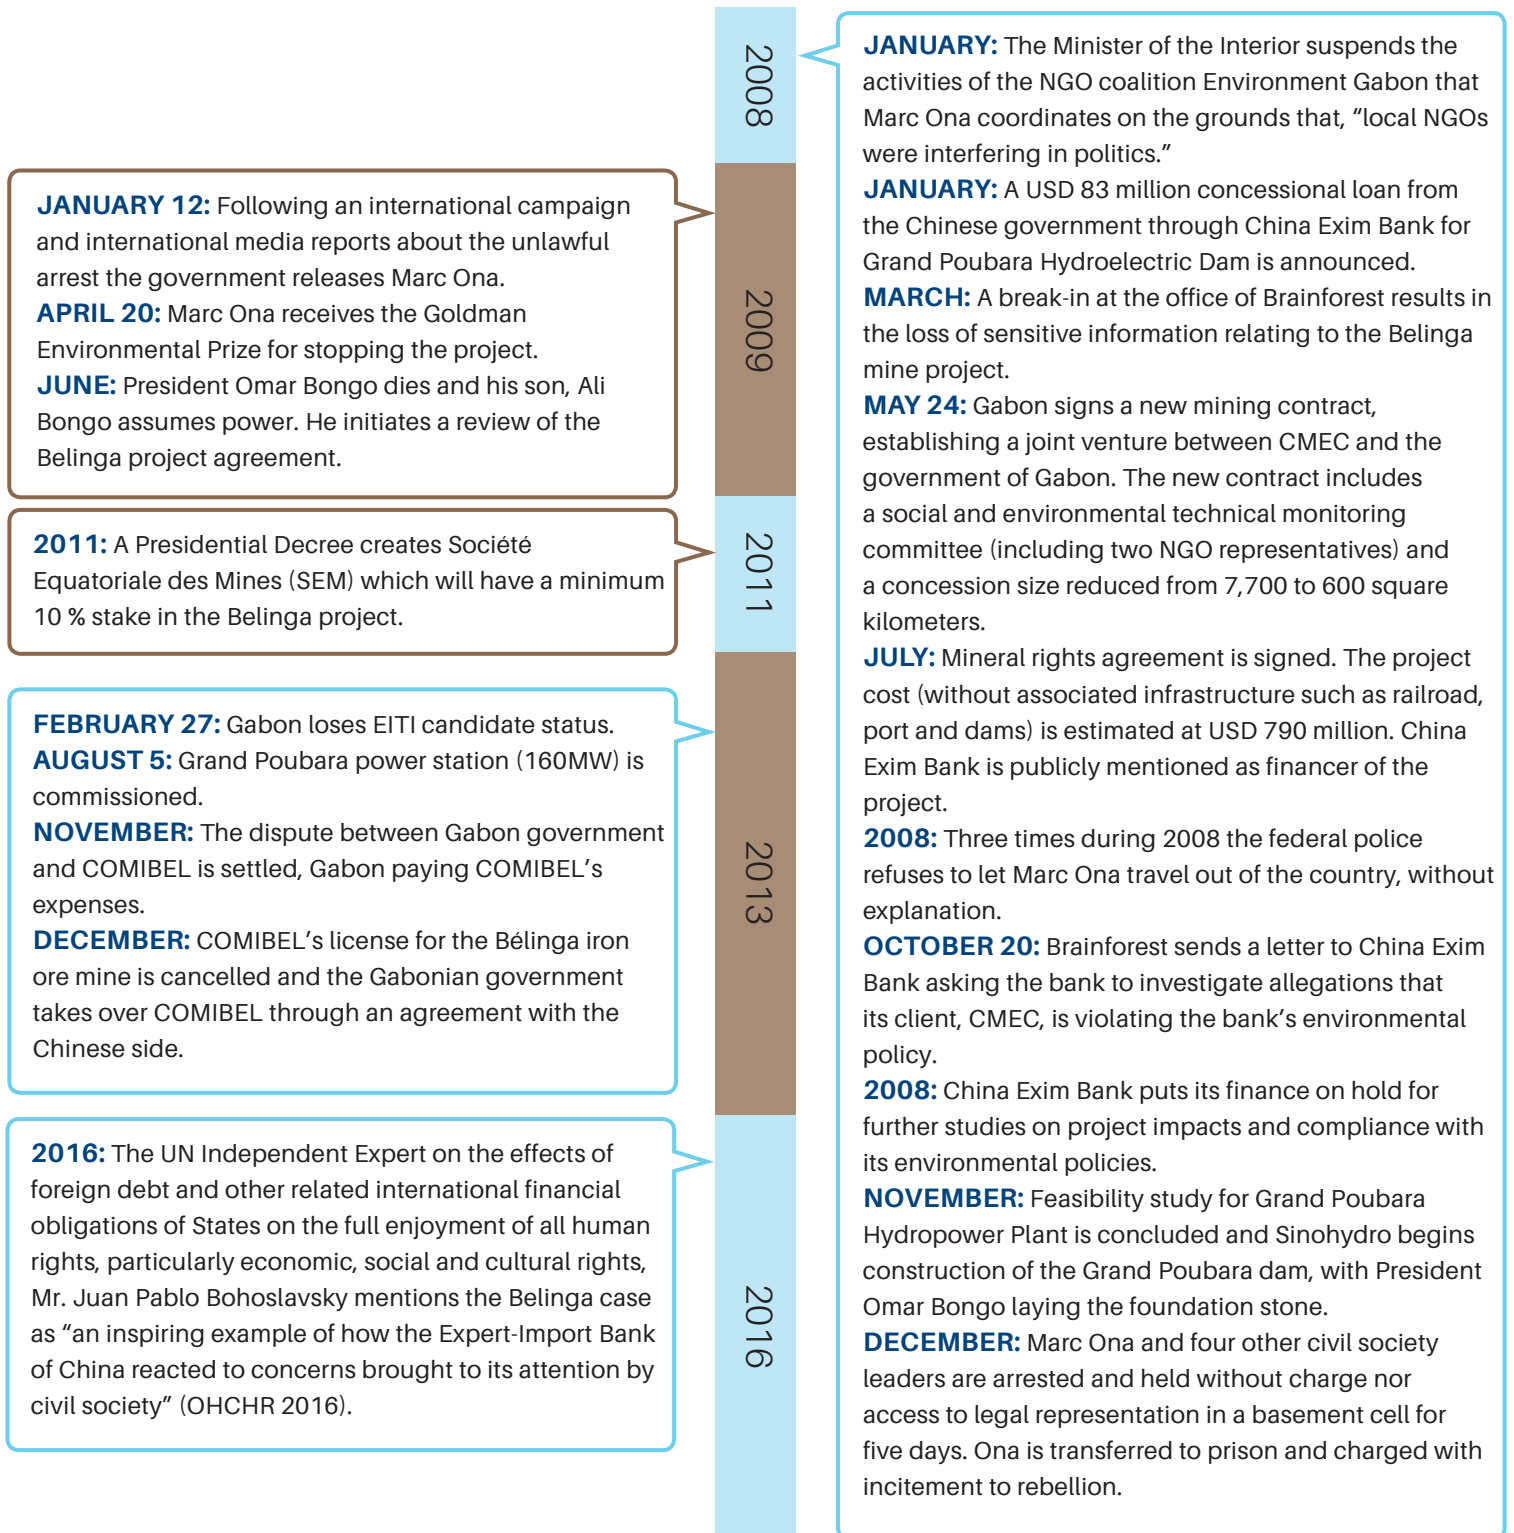 2008
JANUARY: The Minister of the Interior suspends the
activities of the NGO coalition Environment Gabon that
Marc Ona coordinates on the grounds that, “local NGOs
were interfering in politics.”
JANUARY: A USD 83 million concessional loan from
the Chinese government through China Exim Bank for
Grand Poubara Hydroelectric Dam is announced.
MARCH: A break-in at the office of Brainforest results in
the loss of sensitive information relating to the Belinga
mine project.
MAY 24: Gabon signs a new mining contract,
establishing a joint venture between CMEC and the
government of Gabon. The new contract includes
a social and environmental technical monitoring
committee (including two NGO representatives) and
a concession size reduced from 7,700 to 600 square
kilometers.
JULY: Mineral rights agreement is signed. The project
cost (without associated infrastructure such as railroad,
port and dams) is estimated at USD 790 million. China
Exim Bank is publicly mentioned as financer of the
project.
2008: Three times during 2008 the federal police
refuses to let Marc Ona travel out of the country, without
explanation.
OCTOBER 20: Brainforest sends a letter to China Exim
Bank asking the bank to investigate allegations that
its client, CMEC, is violating the bank’s environmental
policy.
2008: China Exim Bank puts its finance on hold for
further studies on project impacts and compliance with
its environmental policies.
NOVEMBER: Feasibility study for Grand Poubara
Hydropower Plant is concluded and Sinohydro begins
construction of the Grand Poubara dam, with President
Omar Bongo laying the foundation stone.
DECEMBER: Marc Ona and four other civil society
leaders are arrested and held without charge nor
access to legal representation in a basement cell for
five days. Ona is transferred to prison and charged with
incitement to rebellion.
2009
JANUARY 12: Following an international campaign
and international media reports about the unlawful
arrest the government releases Marc Ona.
APRIL 20: Marc Ona receives the Goldman
Environmental Prize for stopping the project.
JUNE: President Omar Bongo dies and his son, Ali
Bongo assumes power. He initiates a review of the
Belinga project agreement.
2011
2011: A Presidential Decree creates Société
Equatoriale des Mines (SEM) which will have a minimum
10 % stake in the Belinga project.
2013
FEBRUARY 27: Gabon loses EITI candidate status.
AUGUST 5: Grand Poubara power station (160MW) is
commissioned.
NOVEMBER: The dispute between Gabon government
and COMIBEL is settled, Gabon paying COMIBEL’s
expenses.
DECEMBER: COMIBEL’s license for the Bélinga iron
ore mine is cancelled and the Gabonian government
takes over COMIBEL through an agreement with the
Chinese side.
2016
2016: The UN Independent Expert on the effects of
foreign debt and other related international financial
obligations of States on the full enjoyment of all human
rights, particularly economic, social and cultural rights,
Mr. Juan Pablo Bohoslavsky mentions the Belinga case
as “an inspiring example of how the Expert-Import Bank
of China reacted to concerns brought to its attention by
civil society” (OHCHR 2016).